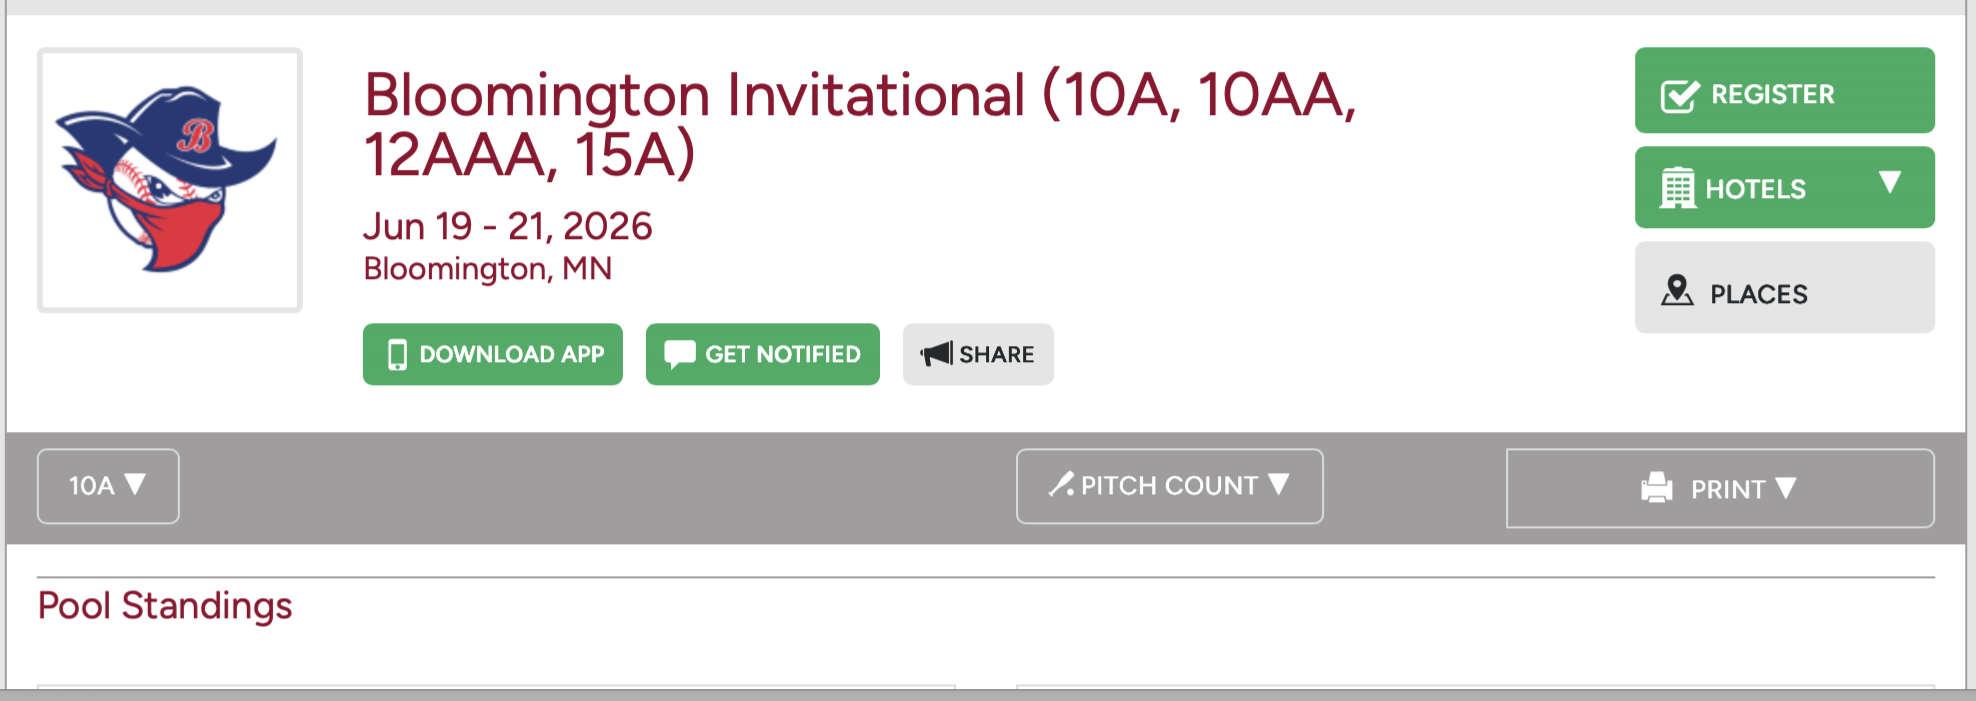 B
Bloomington Invitational (10A, 10AA,
12AAA, 15A)
Jun 19 - 21, 2026
Bloomington, MN
DOWNLOAD APP
GET NOTIFIED
SHARE
REGISTER
HOTELS
PLACES
10A
PITCH COUNT
PRINT
Pool Standings